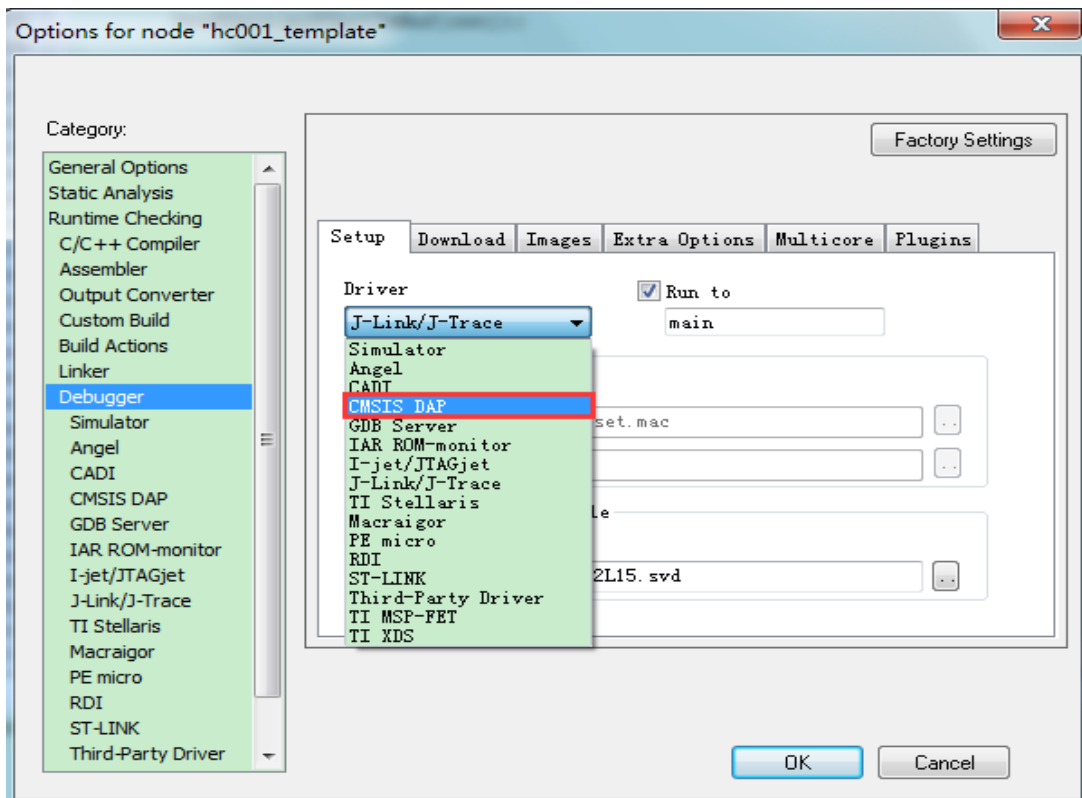 Options for node "hc001_template"
Category:
Factory Settings
General Options
Static Analysis
Runtime Checking
C/C++ Compiler
Assembler
Output Converter
Custom Build
Build Actions
Linker
Debugger
Simulator
Angel
CADI
CMSIS DAP
GDB Server
IAR ROM-monitor
I-jet/JTAGjet
J-Link/J-Trace
TI Stellaris
Macraigor
PE micro
RDI
ST-LINK
Third-Party Driver
Setup Download Images Extra Options Multicore Plugins
Driver
Run to
J-Link/J-Trace
main
Simulator
Angel
CADI
CMSIS DAP
GDB Server
IAR ROM-monitor
I-jet/JTAGjet
J-Link/J-Trace
TI Stellaris
Macraigor
PE micro
RDI
ST-LINK
Third-Party Driver
TI MSP-FET
TI XDS
set.mac
..
..
le
2L15.svd
..
OK Cancel